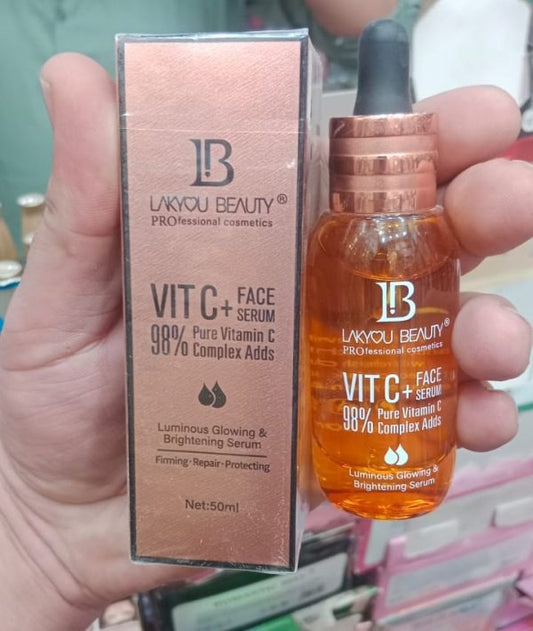 LB
LAKYOU BEAUTY®
PROfessional cosmetics
VIT C+ FACE SERUM
98% Pure Vitamin C Complex Adds
Luminous Glowing &
Brightening Serum
Firming·Repair·Protecting
Net:50ml
LB
LAKYOU BEAUTY®
PROfessional cosmetics
VIT C+ FACE SERUM
98% Pure Vitamin C Complex Adds
Luminous Glowing &
Brightening Serum